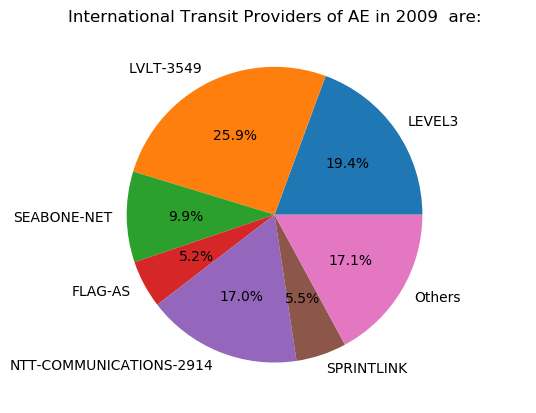 International Transit Providers of AE in 2009  are:
LVLT-3549
LEVEL3
25.9%
19.4%
SEABONE-NET
9.9%
5.2%
17.1%
FLAG-AS
17.0%
5.5%
Others
NTT-COMMUNICATIONS-2914
SPRINTLINK